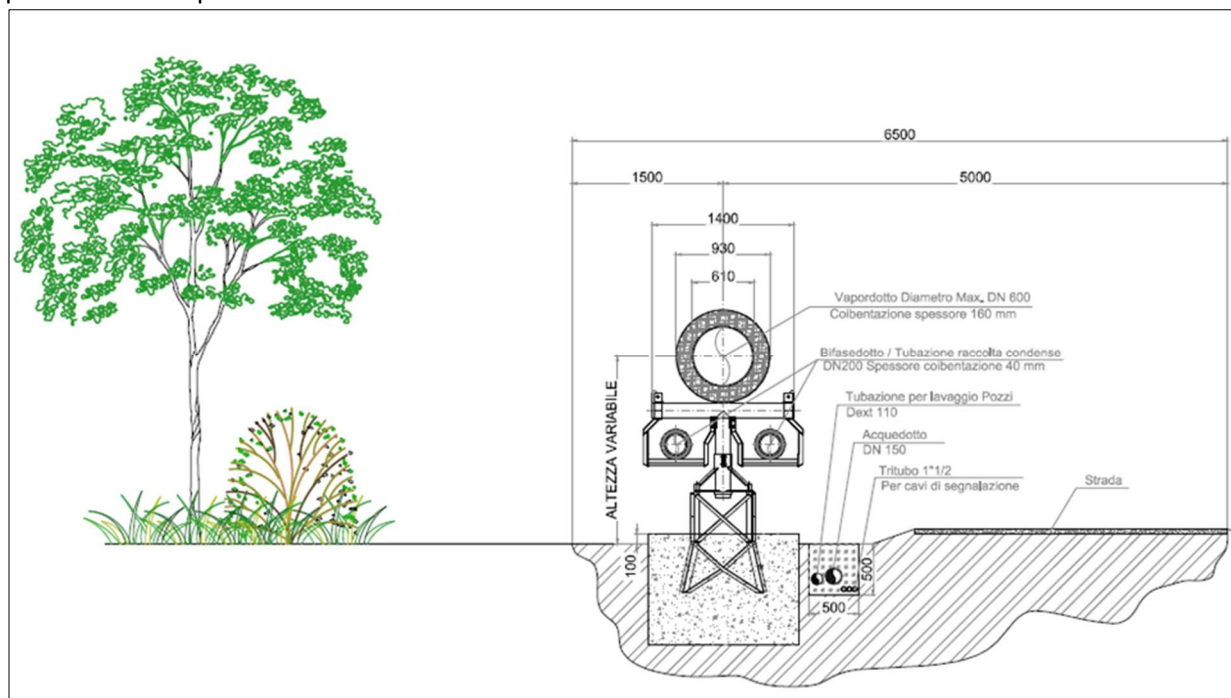 6500
1500
5000
1400
930
610
Vapordotto Diametro Max. DN 600
Coibentazione spessore 160 mm
Bifasedotto / Tubazione raccolta condense
DN200 Spessore coibentazione 40 mm
Tubazione per lavaggio Pozzi
Dext 110
Acquedotto
DN 150
Tritubo 1"1/2
Per cavi di segnalazione
Strada
ALTEZZA VARIABILE
100
500
500